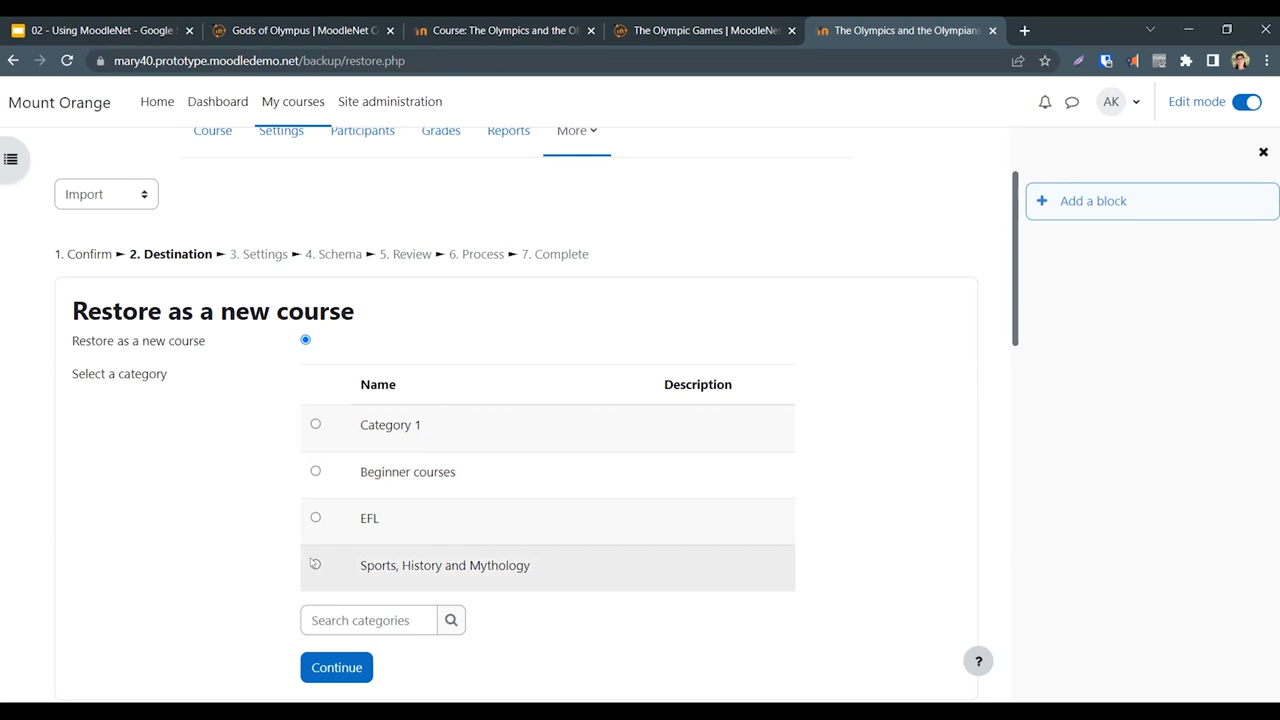 02 - Using MoodleNet - Google
Gods of Olympus | MoodleNet C
Course: The Olympics and the Ol
The Olympic Games | MoodleNet
The Olympics and the Olympians
mary40.prototype.moodledemo.net/backup/restore.php
Mount Orange
Home
Dashboard
My courses
Site administration
AK
Edit mode
Course
Settings
Participants
Grades
Reports
More
Import
Add a block
1. Confirm ► 2. Destination ► 3. Settings ► 4. Schema ► 5. Review ► 6. Process ► 7. Complete
Restore as a new course
Restore as a new course
Select a category
Name
Description
Category 1
Beginner courses
EFL
Sports, History and Mythology
Search categories
Continue
?